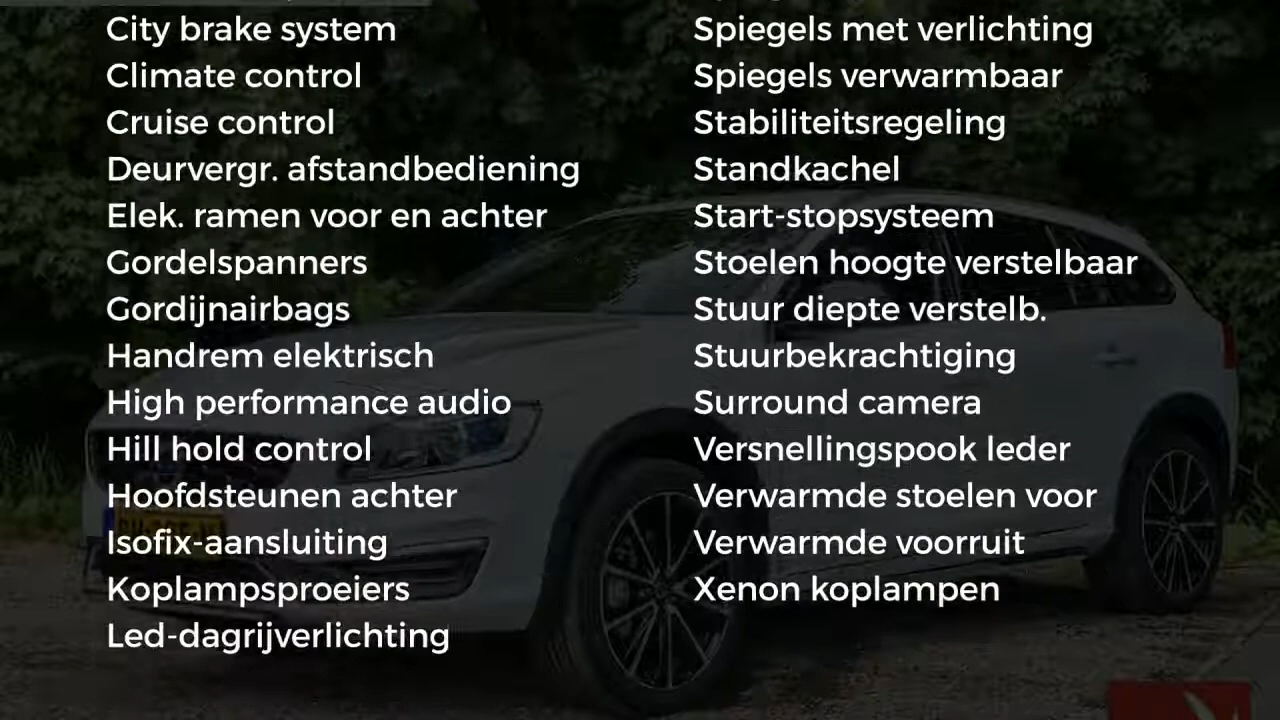 City brake system
Climate control
Cruise control
Deurvergr. afstandbediening
Elek. ramen voor en achter
Gordelspanners
Gordijnairbags
Handrem elektrisch
High performance audio
Hill hold control
Hoofdsteunen achter
Isofix-aansluiting
Koplampsproeiers
Led-dagrijverlichting
Spiegels met verlichting
Spiegels verwarmbaar
Stabiliteitsregeling
Standkachel
Start-stopsysteem
Stoelen hoogte verstelbaar
Stuur diepte verstelb.
Stuurbekrachtiging
Surround camera
Versnellingspook leder
Verwarmde stoelen voor
Verwarmde voorruit
Xenon koplampen